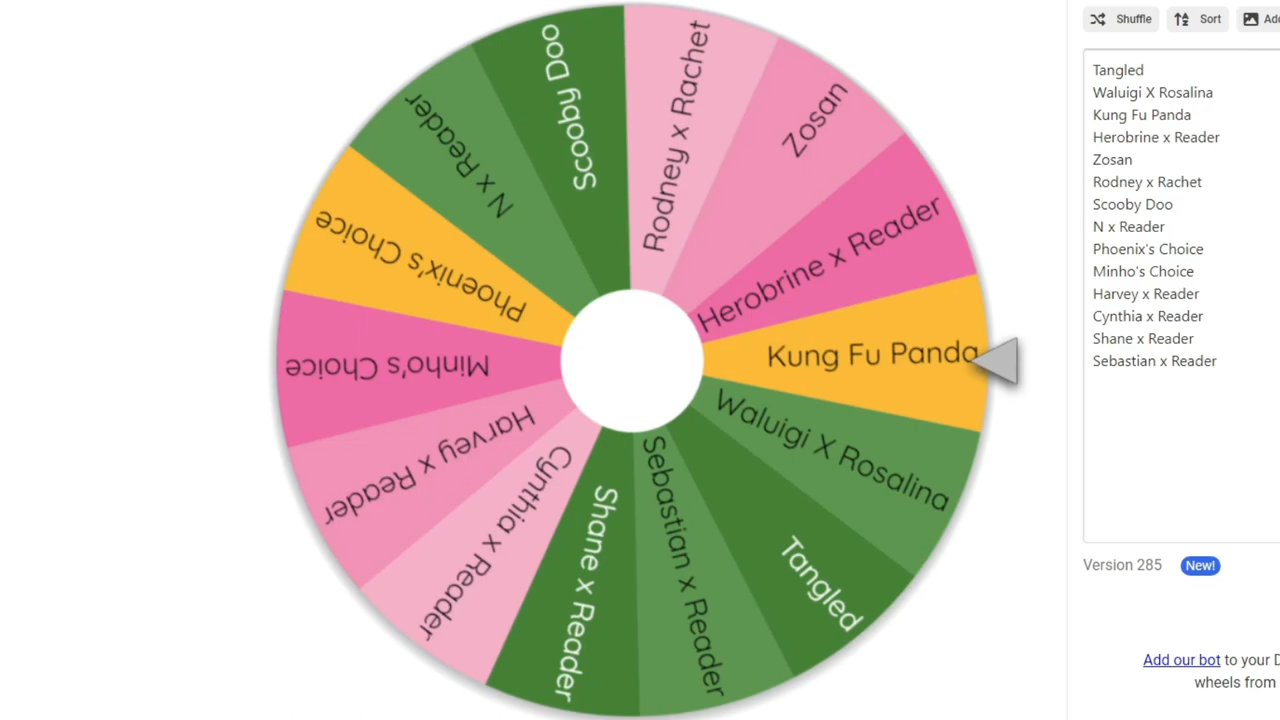 Scooby Doo
Rodney x Rachet
Zosan
Herobrine x Reader
Kung Fu Panda
Waluigi X Rosalina
Tangled
Sebastian x Reader
Shane x Reader
Cynthia x Reader
Harvey x Reader
Minho's Choice
Phoenix's Choice
N x Reader
Shuffle
Sort
Add
Tangled
Waluigi X Rosalina
Kung Fu Panda
Herobrine x Reader
Zosan
Rodney x Rachet
Scooby Doo
N x Reader
Phoenix's Choice
Minho's Choice
Harvey x Reader
Cynthia x Reader
Shane x Reader
Sebastian x Reader
Version 285 New!
Add our bot to your D
wheels from